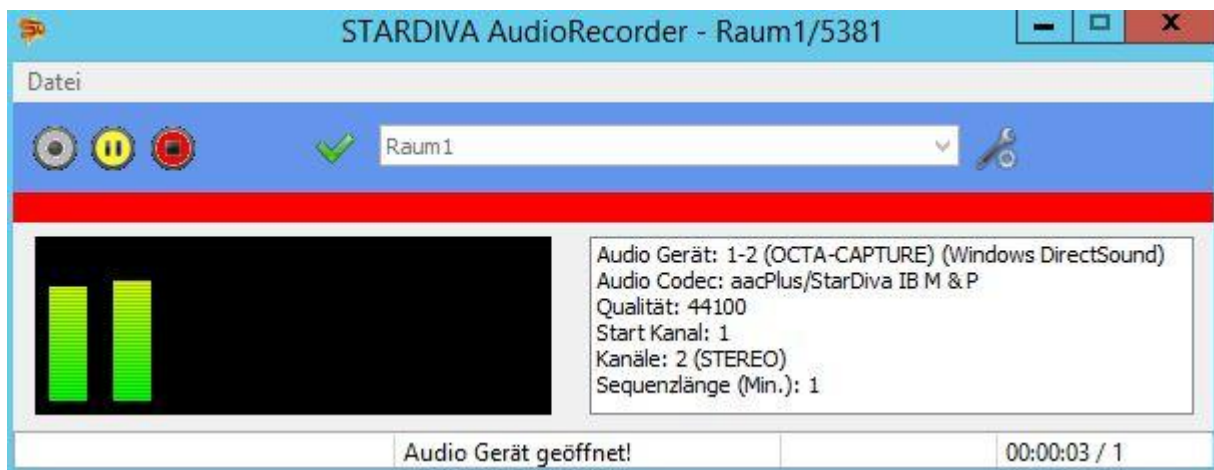 STARDIVA AudioRecorder - Raum1/5381
Datei
Raum1
Audio Gerät: 1-2 (OCTA-CAPTURE) (Windows DirectSound)
Audio Codec: aacPlus/StarDiva IB M & P
Qualität: 44100
Start Kanal: 1
Kanäle: 2 (STEREO)
Sequenzlänge (Min.): 1
Audio Gerät geöffnet!
00:00:03 / 1